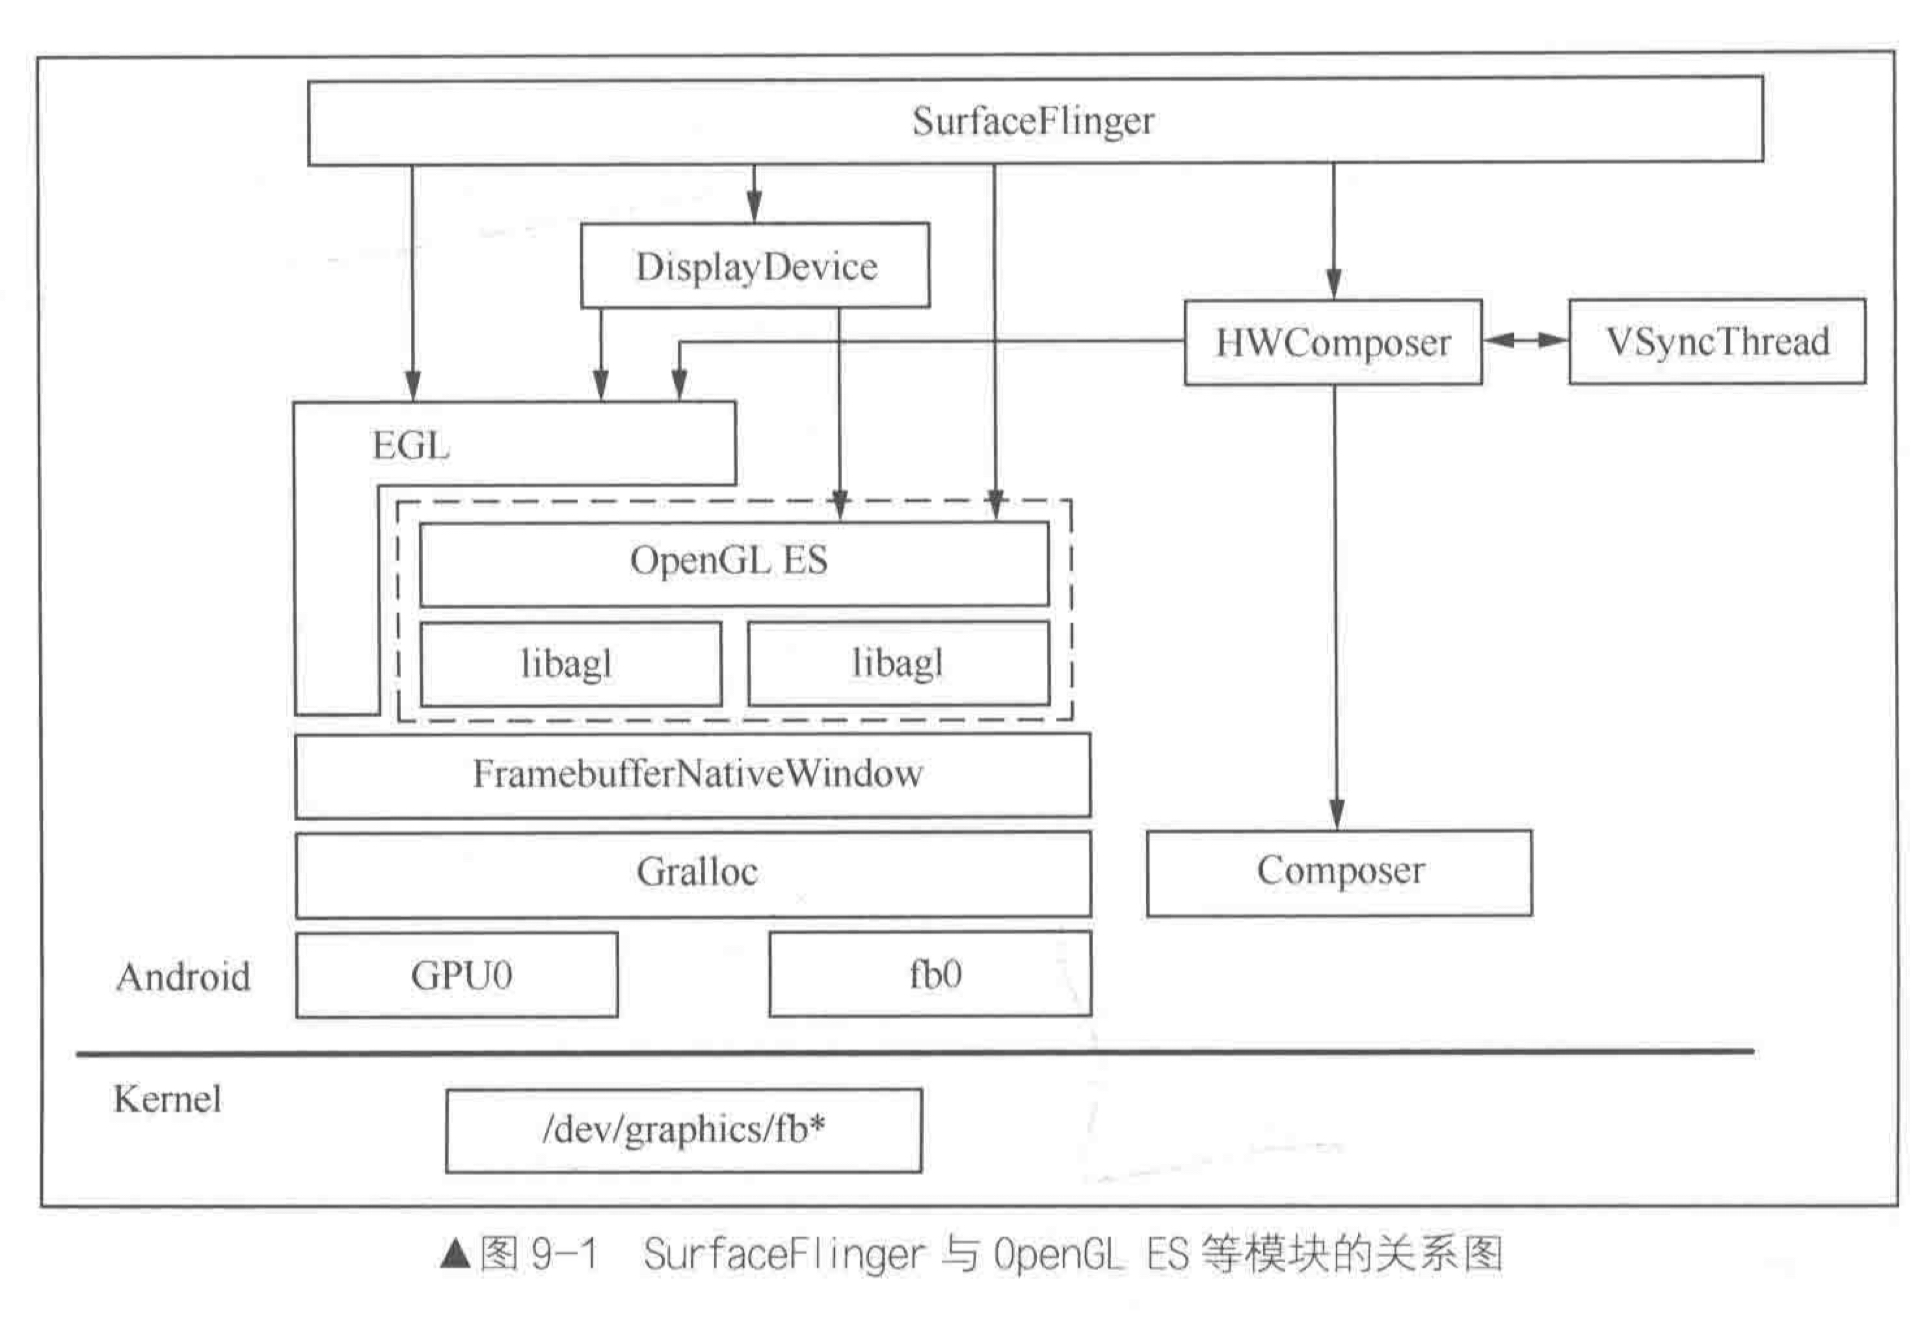 SurfaceFlinger
DisplayDevice
HWComposer
VSyncThread
EGL
OpenGL ES
libagl
libagl
FramebufferNativeWindow
Gralloc
Composer
Android
GPU0
fb0
Kernel
/dev/graphics/fb*
▲图 9-1 SurfaceFlinger 与 OpenGL ES 等模块的关系图